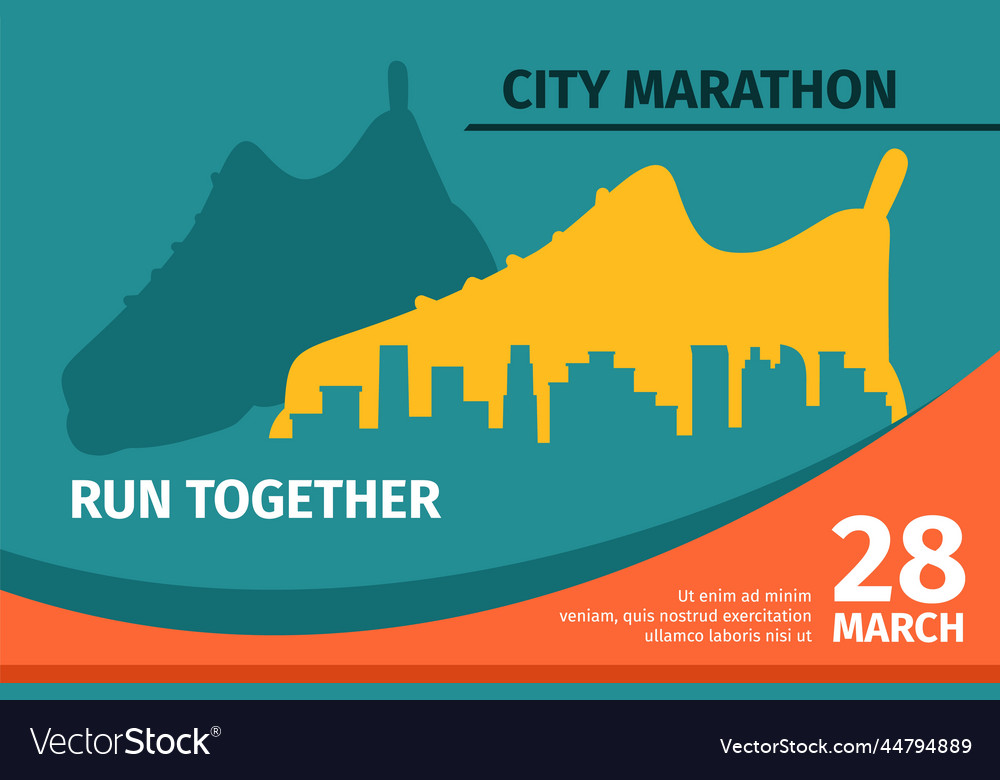 CITY MARATHON
RUN TOGETHER
28
MARCH
Ut enim ad minim
veniam, quis nostrud exercitation
ullamco laboris nisi ut
VectorStock®
VectorStock.com/44794889